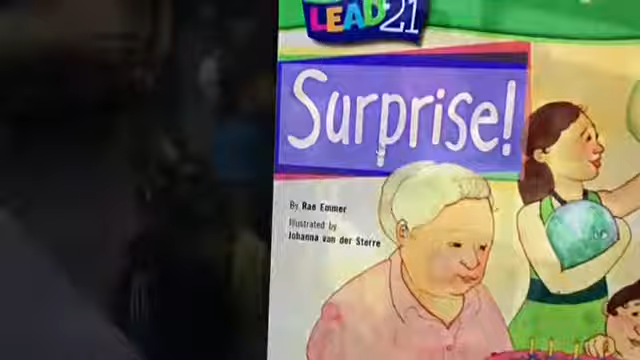 LEAD21
Surprise!
By Rae Emmer
Illustrated by
Johanna van der Sterre